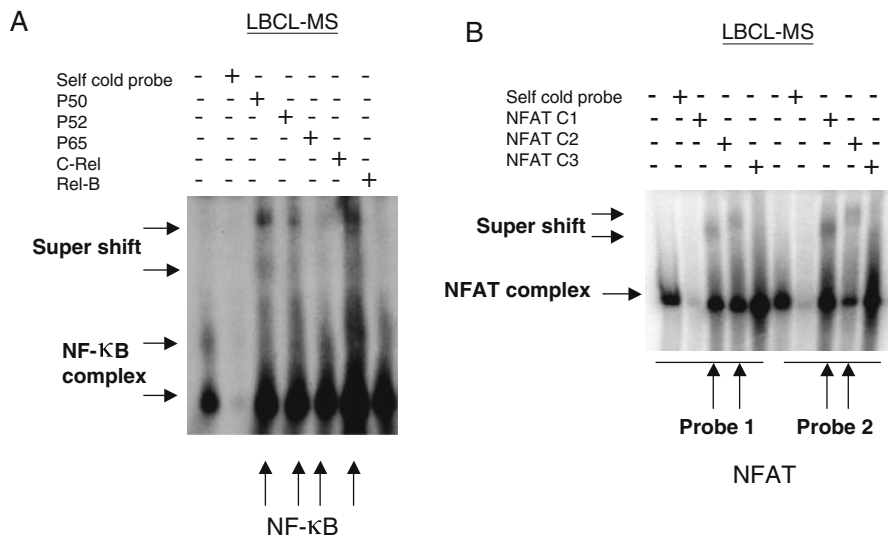 A
LBCL-MS
Self cold probe - + - - - - -
P50 - - + - - - -
P52 - - - + - - -
P65 - - - - + - -
C-Rel - - - - - + -
Rel-B - - - - - - +
Super shift
NF-κB
complex
NF-κB
B
LBCL-MS
Self cold probe - + - - - - + - - -
NFAT C1 - - + - - - - + - -
NFAT C2 - - - + - - - - + -
NFAT C3 - - - - + - - - - +
Super shift
NFAT complex
Probe 1 Probe 2
NFAT